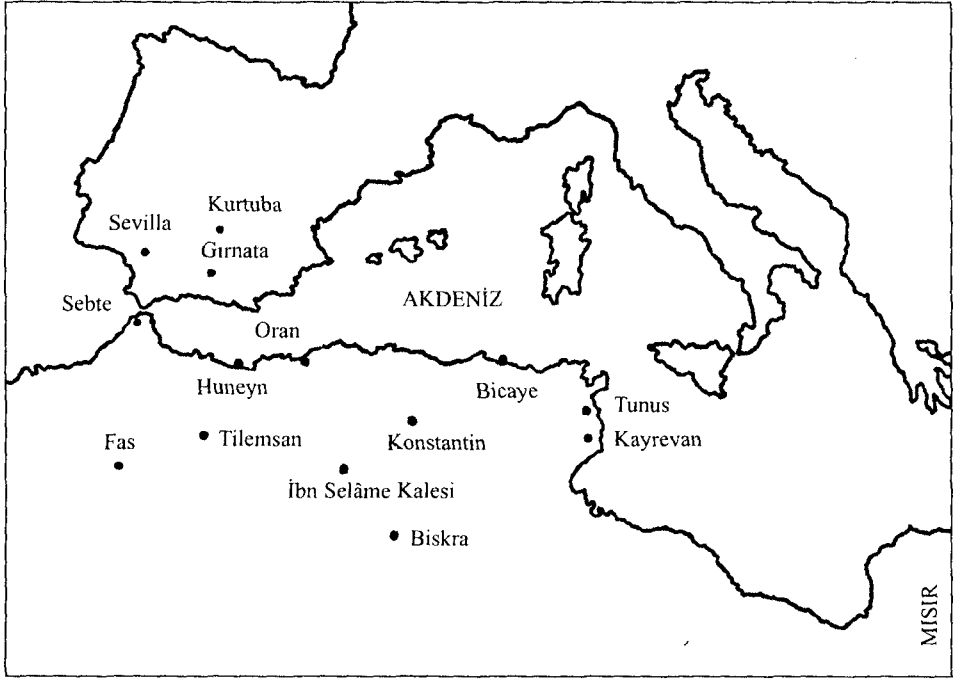 Kurtuba
Sevilla
Gırnata
Sebte
AKDENİZ
Oran
Huneyn
Bicaye
Tunus
Fas
Tilemsan
Konstantin
Kayrevan
İbn Selâme Kalesi
Biskra
MISIR